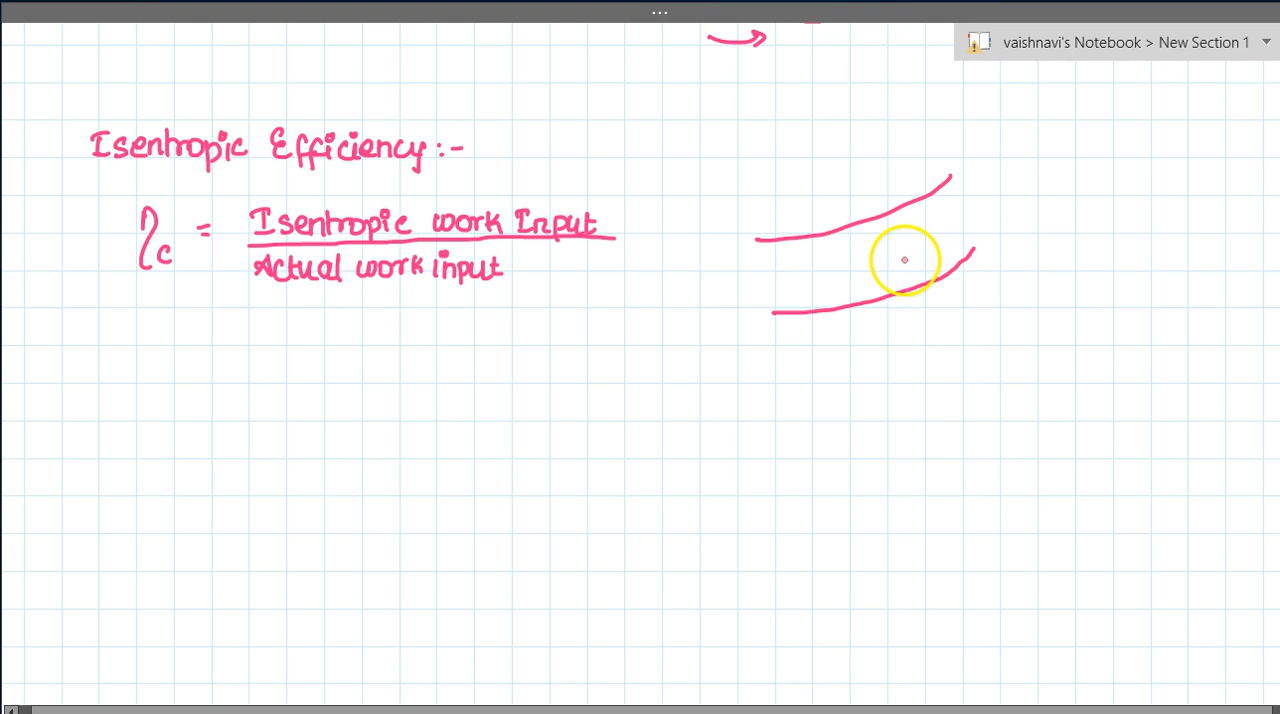 vaishnavi's Notebook > New Section 1
Isentropic Efficiency :-
ηc = Isentropic work Input
Actual work input